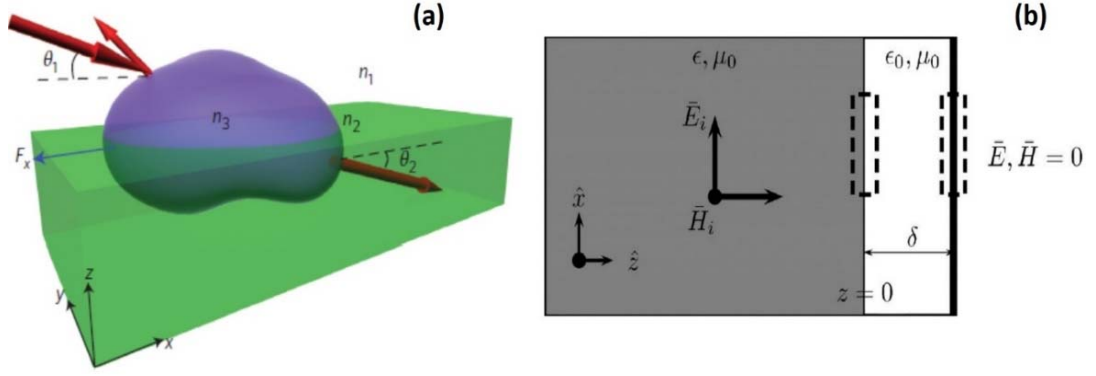 (a)
(b)
θ₁
n₁
n₃
n₂
Fₓ
θ₂
z
y
x
ϵ, μ₀
ϵ₀, μ₀
Ēᵢ
H̄ᵢ
Ē, H̄ = 0
x̂
ẑ
δ
z = 0